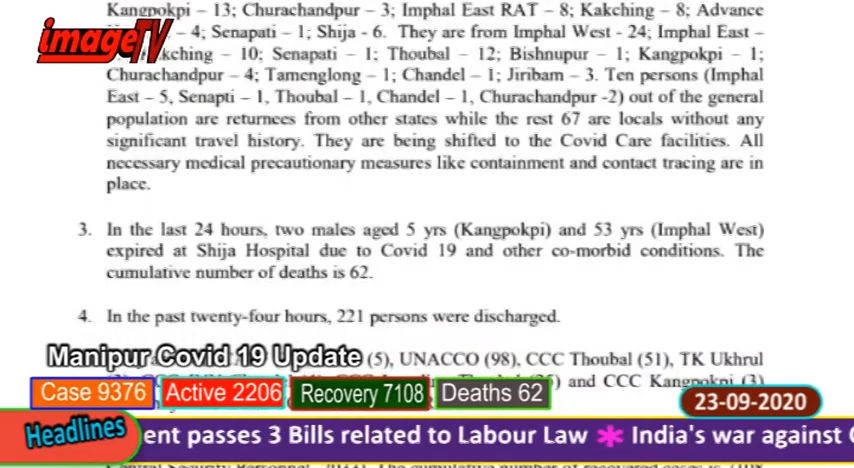 Kangpokpi – 13; Churachandpur – 3; Imphal East RAT – 8; Kakching – 8; Advance
imageTV
– 4; Senapati – 1; Shija - 6. They are from Imphal West - 24; Imphal East –
Kakching – 10; Senapati – 1; Thoubal – 12; Bishnupur – 1; Kangpokpi – 1;
Churachandpur – 4; Tamenglong – 1; Chandel – 1; Jiribam – 3. Ten persons (Imphal
East – 5, Senapti – 1, Thoubal – 1, Chandel – 1, Churachandpur -2) out of the general
population are returnees from other states while the rest 67 are locals without any
significant travel history. They are being shifted to the Covid Care facilities. All
necessary medical precautionary measures like containment and contact tracing are in
place.
3. In the last 24 hours, two males aged 5 yrs (Kangpokpi) and 53 yrs (Imphal West)
expired at Shija Hospital due to Covid 19 and other co-morbid conditions. The
cumulative number of deaths is 62.
4. In the past twenty-four hours, 221 persons were discharged.
Manipur Covid 19 Update
(5), UNACCO (98), CCC Thoubal (51), TK Ukhrul
and CCC Kangpokpi (3)
Case 9376 Active 2206 Recovery 7108 Deaths 62
23-09-2020
Headlines
ent passes 3 Bills related to Labour Law ✱ India's war against